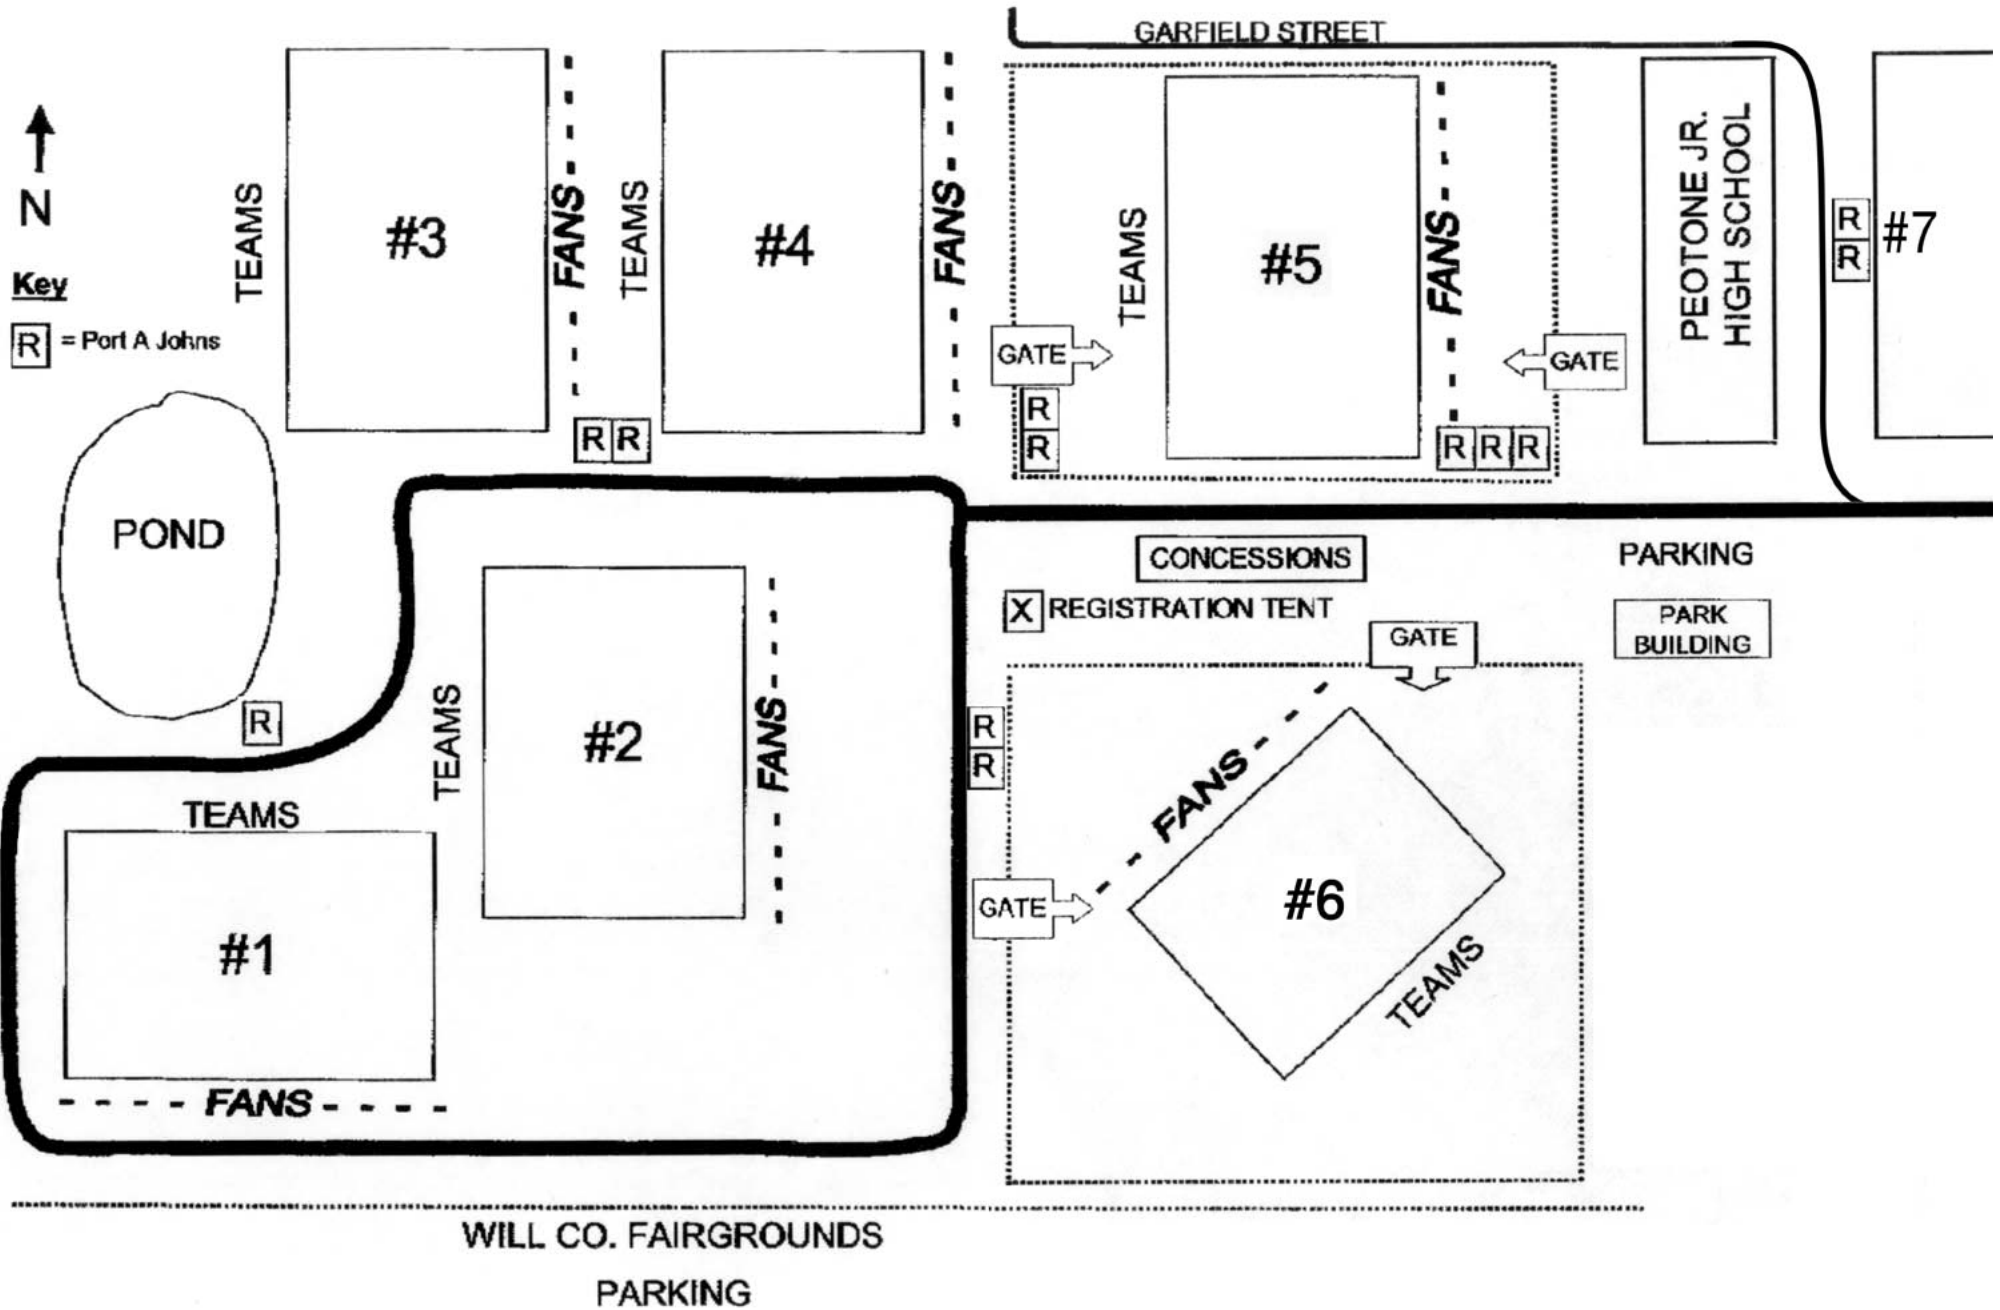 GARFIELD STREET
N
Key
R = Port A Johns
TEAMS
#3
FANS
TEAMS
#4
FANS
TEAMS
#5
FANS
GATE
GATE
PEOTONE JR.
HIGH SCHOOL
R
R
#7
R R
R
R
R R R
POND
R
CONCESSIONS
X REGISTRATION TENT
PARKING
PARK
BUILDING
TEAMS
#2
FANS
R
R
GATE
GATE
FANS
#6
TEAMS
TEAMS
#1
FANS
WILL CO. FAIRGROUNDS
PARKING